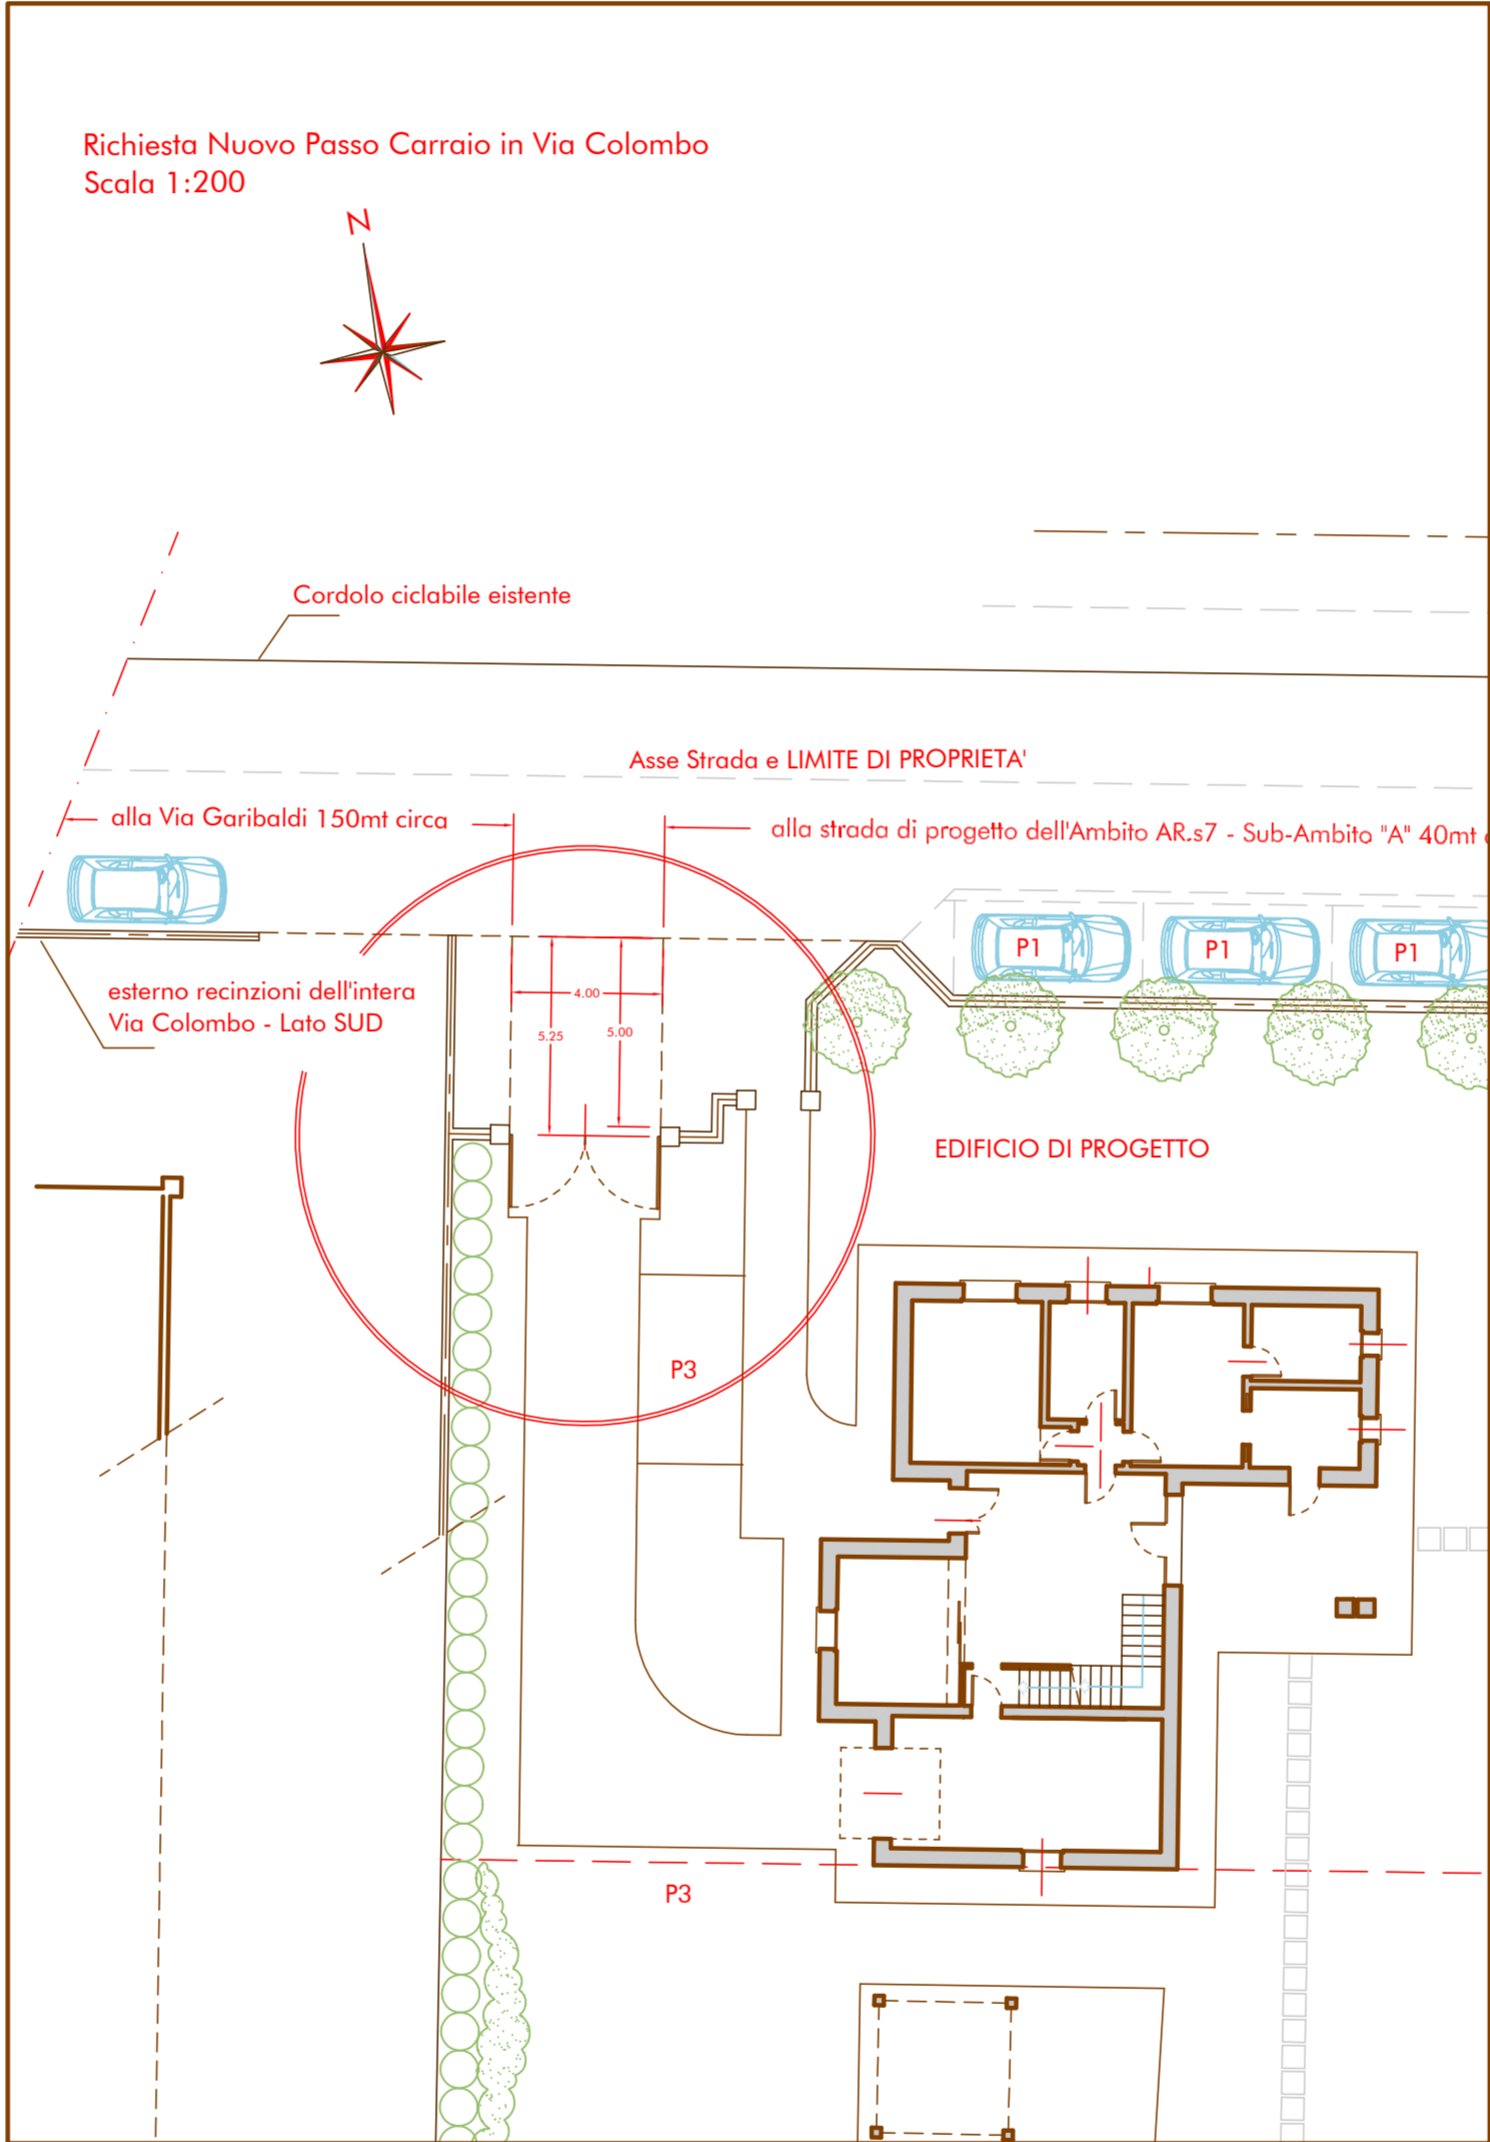 Richiesta Nuovo Passo Carraio in Via Colombo
Scala 1:200
N
Cordolo ciclabile eistente
Asse Strada e LIMITE DI PROPRIETA'
alla Via Garibaldi 150mt circa
alla strada di progetto dell'Ambito AR.s7 - Sub-Ambito "A" 40mt
P1
P1
P1
esterno recinzioni dell'intera
Via Colombo - Lato SUD
4.00
5.25
5.00
EDIFICIO DI PROGETTO
P3
P3